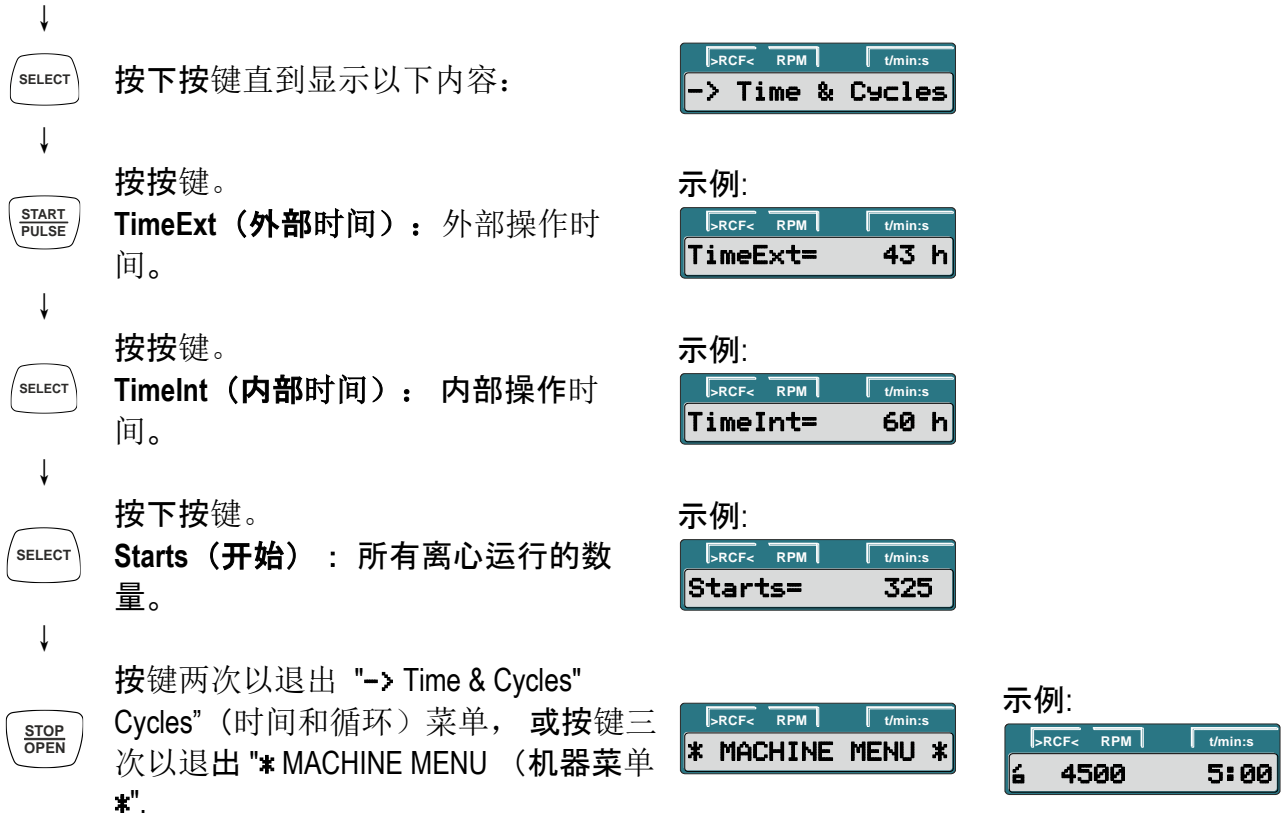 ↓
SELECT
按下按键直到显示以下内容：
>RCF< RPM t/min:s
-> Time & Cycles
↓
START
PULSE
按按键。
TimeExt（外部时间）：外部操作时
间。
示例:
>RCF< RPM t/min:s
TimeExt= 43 h
↓
SELECT
按按键。
TimeInt（内部时间）： 内部操作时
间。
示例:
>RCF< RPM t/min:s
TimeInt= 60 h
↓
SELECT
按下按键。
Starts（开始）：所有离心运行的数
量。
示例:
>RCF< RPM t/min:s
Starts= 325
↓
STOP
OPEN
按键两次以退出 "-> Time & Cycles"
Cycles”（时间和循环）菜单， 或按键三
次以退出 "* MACHINE MENU （机器菜单
*".
>RCF< RPM t/min:s
* MACHINE MENU *
示例:
>RCF< RPM t/min:s
4500 5:00